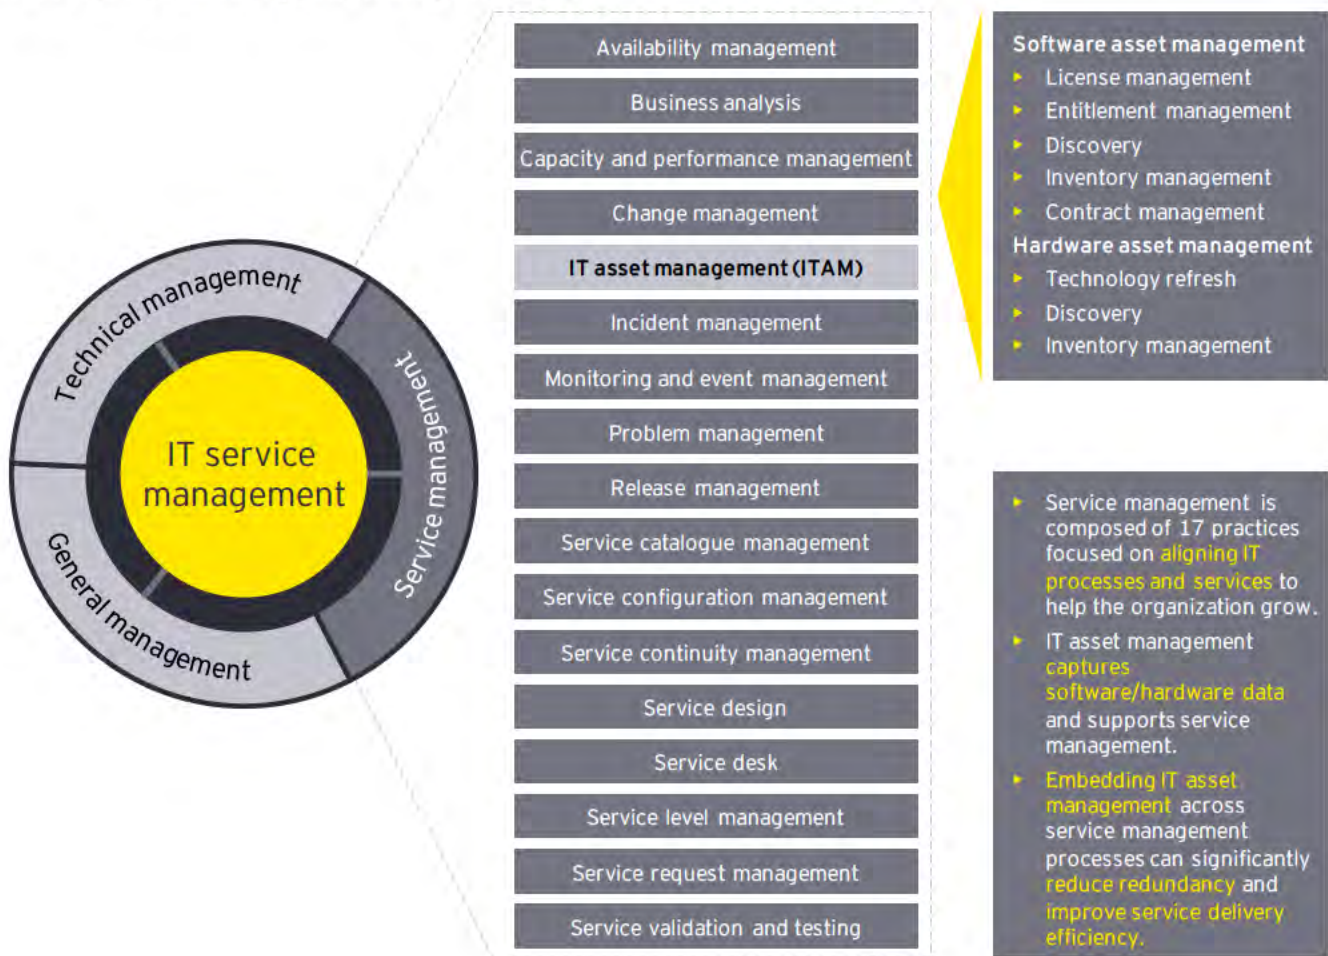 Technical management
Service management
General management
IT service
management
Availability management
Business analysis
Capacity and performance management
Change management
IT asset management (ITAM)
Incident management
Monitoring and event management
Problem management
Release management
Service catalogue management
Service configuration management
Service continuity management
Service design
Service desk
Service level management
Service request management
Service validation and testing
Software asset management
License management
Entitlement management
Discovery
Inventory management
Contract management
Hardware asset management
Technology refresh
Discovery
Inventory management
Service management is
composed of 17 practices
focused on aligning IT
processes and services to
help the organization grow.
IT asset management
captures
software/hardware data
and supports service
management.
Embedding IT asset
management across
service management
processes can significantly
reduce redundancy and
improve service delivery
efficiency.